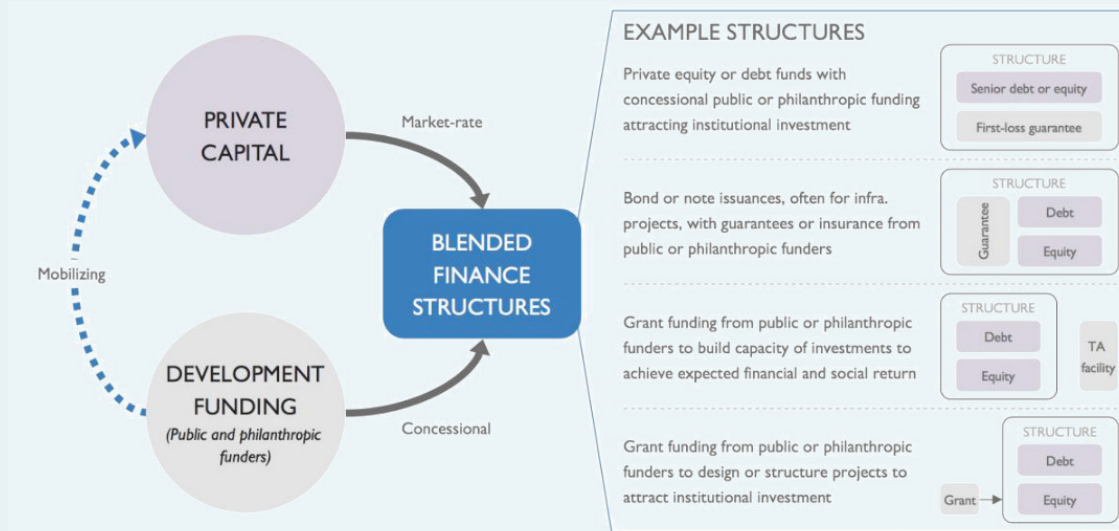 PRIVATE
CAPITAL
Market-rate
Mobilizing
BLENDED
FINANCE
STRUCTURES
DEVELOPMENT
FUNDING
(Public and philanthropic
funders)
Concessional
EXAMPLE STRUCTURES
Private equity or debt funds with
concessional public or philanthropic funding
attracting institutional investment
STRUCTURE
Senior debt or equity
First-loss guarantee
Bond or note issuances, often for infra.
projects, with guarantees or insurance from
public or philanthropic funders
STRUCTURE
Guarantee
Debt
Equity
Grant funding from public or philanthropic
funders to build capacity of investments to
achieve expected financial and social return
STRUCTURE
Debt
Equity
TA
facility
Grant funding from public or philanthropic
funders to design or structure projects to
attract institutional investment
Grant
STRUCTURE
Debt
Equity